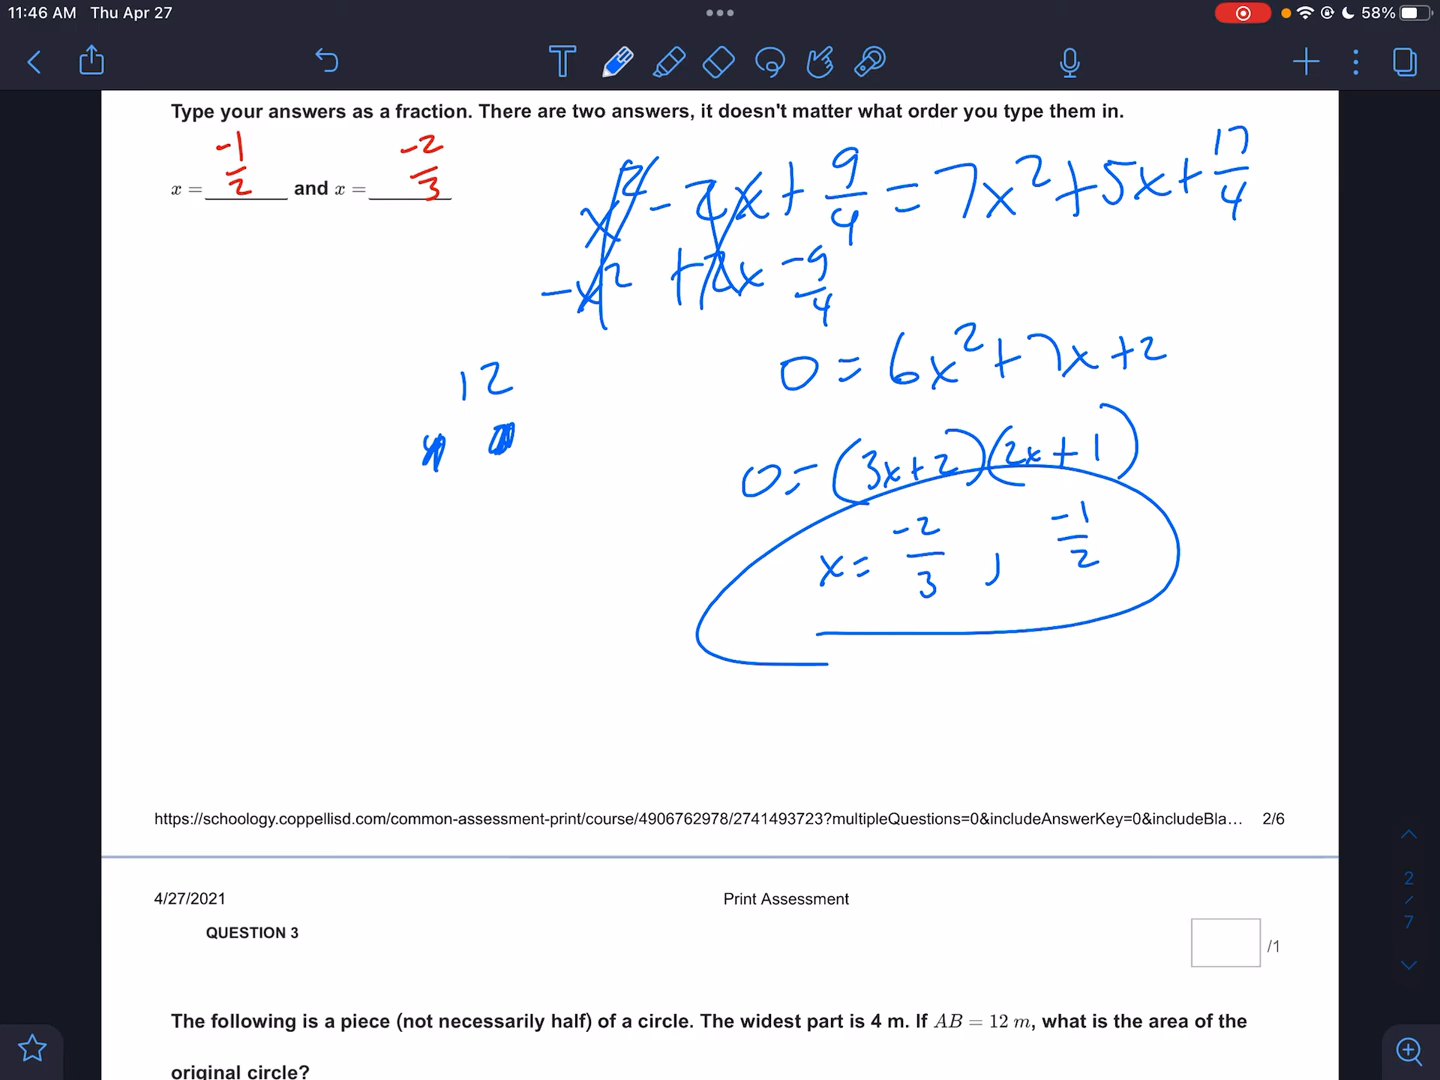 11:46 AM Thu Apr 27
58%
Type your answers as a fraction. There are two answers, it doesn't matter what order you type them in.
x = -1/2 and x = -2/3
x² - 2x + 9/4 = 7x² + 5x + 17/4
-x² +2x -9/4
12
0 = 6x² + 7x + 2
0 = (3x + 2)(2x + 1)
x = -2/3 , -1/2
https://schoology.coppellisd.com/common-assessment-print/course/4906762978/2741493723?multipleQuestions=0&includeAnswerKey=0&includeBla... 2/6
4/27/2021 Print Assessment
QUESTION 3
/1
The following is a piece (not necessarily half) of a circle. The widest part is 4 m. If AB = 12 m, what is the area of the
original circle?
2
/
7